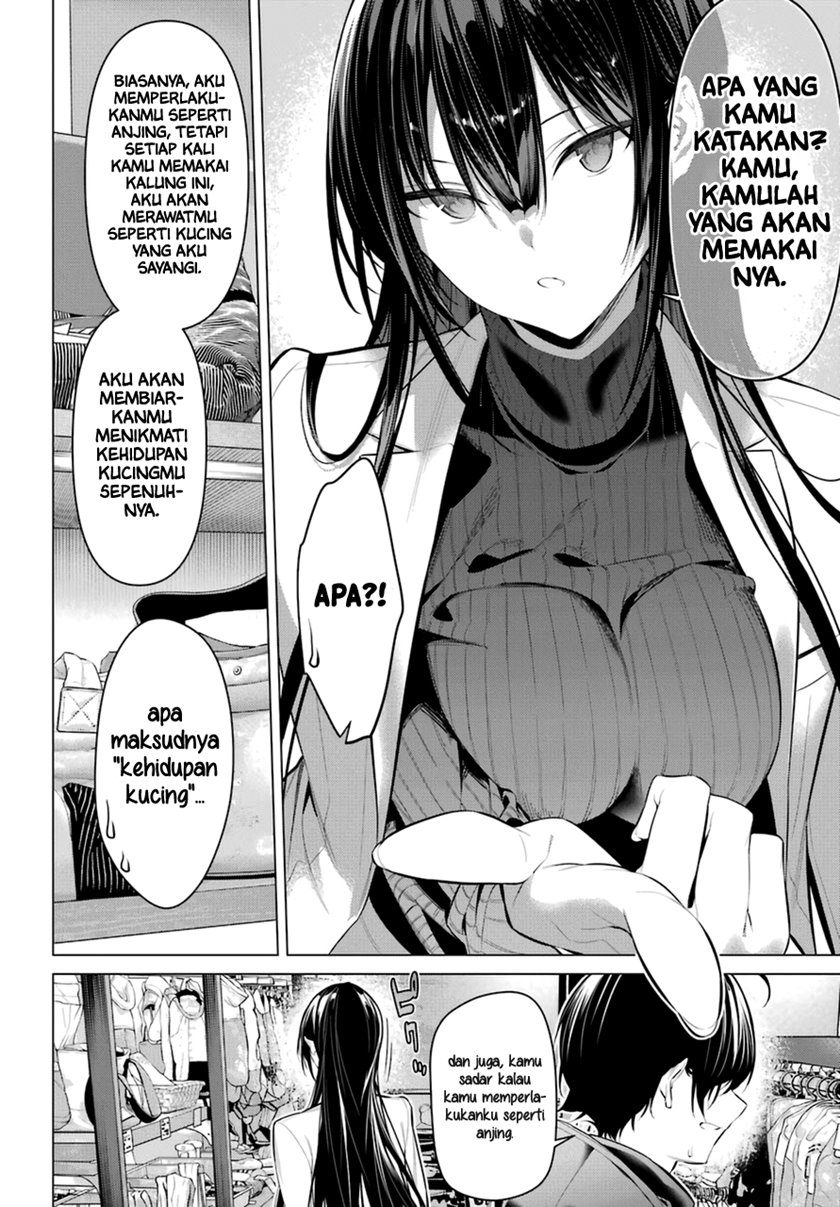 APA YANG
KAMU
KATAKAN?
KAMU,
KAMULAH
YANG AKAN
MEMAKAI
NYA.
APA?!
BIASANYA, AKU
MEMPERLAKU-
KANMU SEPERTI
ANJING, TETAPI
SETIAP KALI
KAMU MEMAKAI
KALUNG INI,
AKU AKAN
MERAWATMU
SEPERTI KUCING
YANG AKU
SAYANGI.
AKU AKAN
MEMBIAR-
KANMU
MENIKMATI
KEHIDUPAN
KUCINGMU
SEPENUH-
NYA.
apa
maksudnya
"kehidupan
kucing"...
dan juga, kamu
sadar kalau
kamu memperla-
kukanku seperti
anjing.